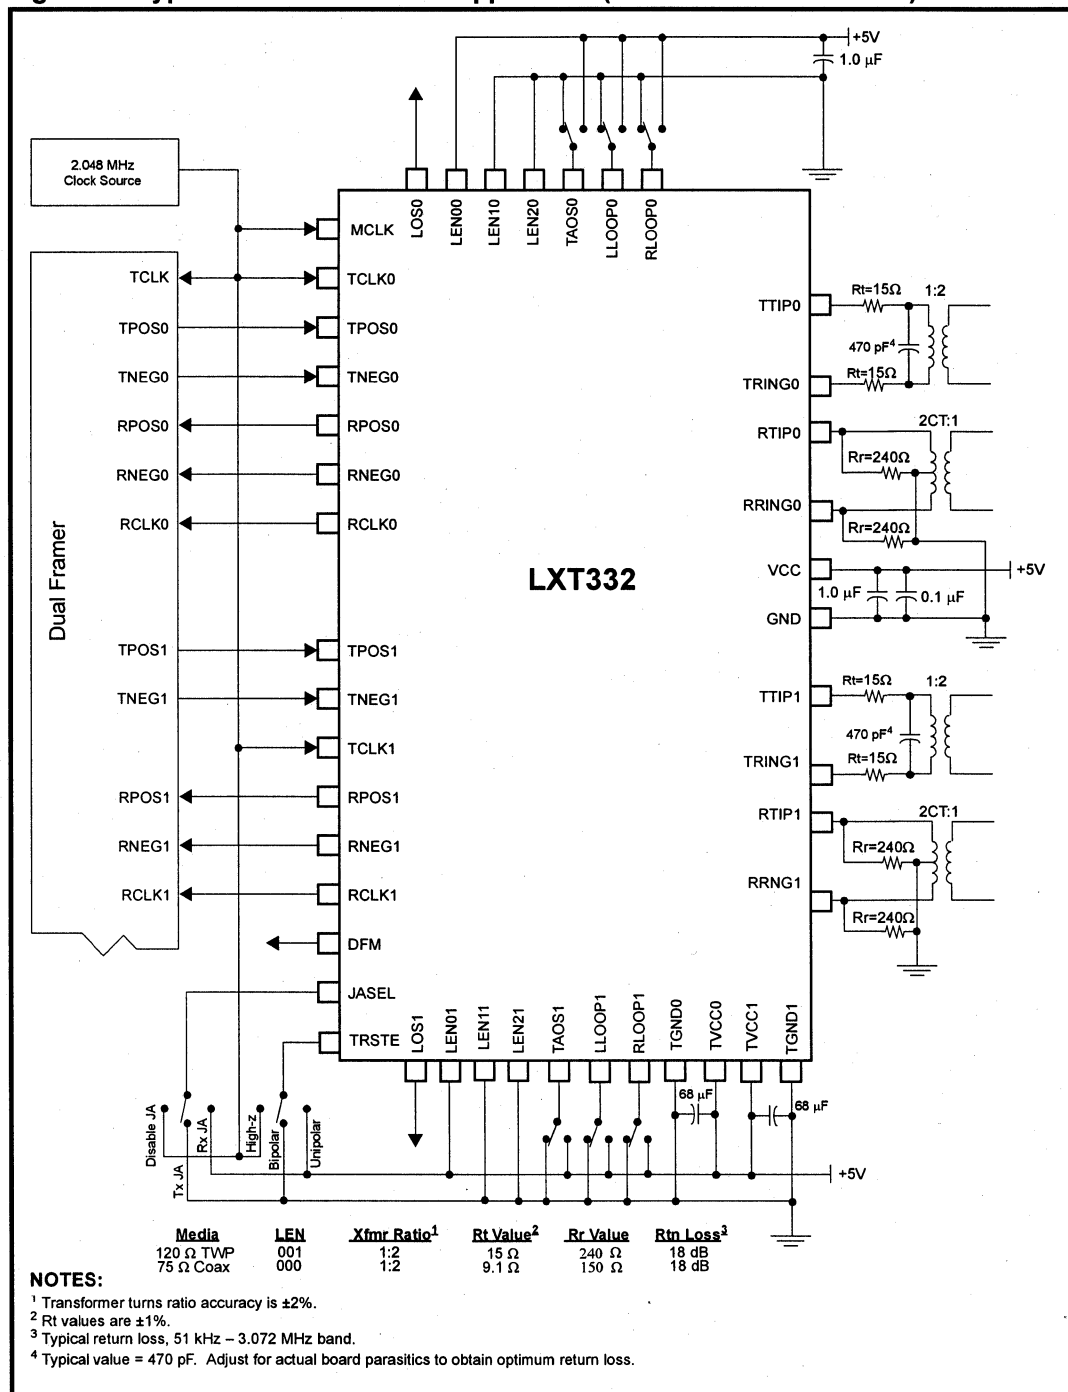 +5V
1.0 µF
2.048 MHz
Clock Source
LOS0
LEN00
LEN10
LEN20
TAOS0
LLOOP0
RLOOP0
Dual Framer
TCLK
TPOS0
TNEG0
RPOS0
RNEG0
RCLK0
TPOS1
TNEG1
RPOS1
RNEG1
RCLK1
MCLK
TCLK0
TPOS0
TNEG0
RPOS0
RNEG0
RCLK0
TPOS1
TNEG1
TCLK1
RPOS1
RNEG1
RCLK1
DFM
JASEL
TRSTE
LXT332
TTIP0
TRING0
RTIP0
RRING0
VCC
GND
TTIP1
TRING1
RTIP1
RRNG1
Rt=15Ω
1:2
470 pF4
Rt=15Ω
2CT:1
Rr=240Ω
Rr=240Ω
+5V
1.0 µF
0.1 µF
Rt=15Ω
1:2
470 pF4
Rt=15Ω
2CT:1
Rr=240Ω
Rr=240Ω
LOS1
LEN01
LEN11
LEN21
TAOS1
LLOOP1
RLOOP1
TGND0
TVCC0
TVCC1
TGND1
68 µF
68 µF
Disable JA
Tx JA
Rx JA
High-z
Bipolar
Unipolar
+5V
Media LEN Xfmr Ratio1 Rt Value2 Rr Value Rtn Loss3
120 Ω TWP 001 1:2 15 Ω 240 Ω 18 dB
75 Ω Coax 000 1:2 9.1 Ω 150 Ω 18 dB
NOTES:
1 Transformer turns ratio accuracy is ±2%.
2 Rt values are ±1%.
3 Typical return loss, 51 kHz – 3.072 MHz band.
4 Typical value = 470 pF. Adjust for actual board parasitics to obtain optimum return loss.